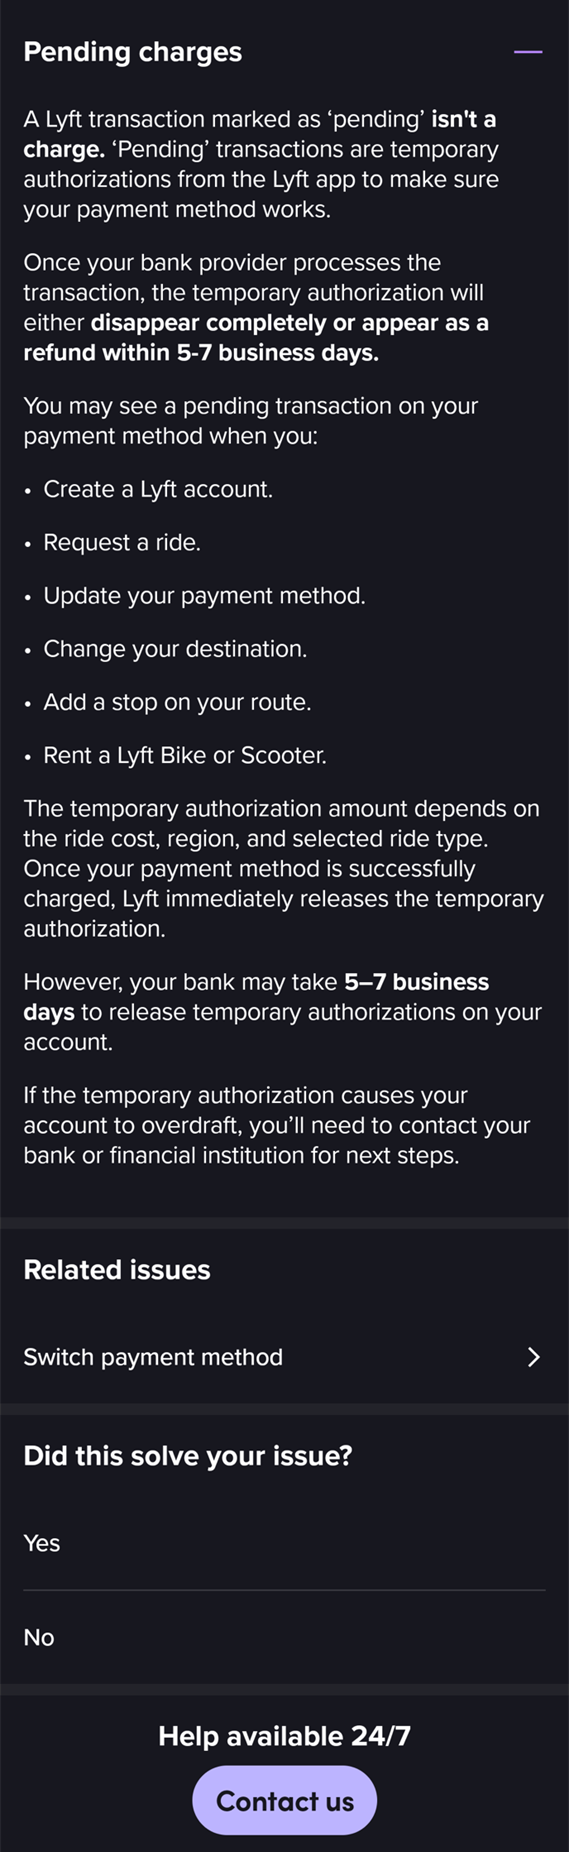 Pending charges
A Lyft transaction marked as ‘pending’ isn't a
charge. ‘Pending’ transactions are temporary
authorizations from the Lyft app to make sure
your payment method works.
Once your bank provider processes the
transaction, the temporary authorization will
either disappear completely or appear as a
refund within 5-7 business days.
You may see a pending transaction on your
payment method when you:
• Create a Lyft account.
• Request a ride.
• Update your payment method.
• Change your destination.
• Add a stop on your route.
• Rent a Lyft Bike or Scooter.
The temporary authorization amount depends on
the ride cost, region, and selected ride type.
Once your payment method is successfully
charged, Lyft immediately releases the temporary
authorization.
However, your bank may take 5–7 business
days to release temporary authorizations on your
account.
If the temporary authorization causes your
account to overdraft, you’ll need to contact your
bank or financial institution for next steps.
Related issues
Switch payment method
Did this solve your issue?
Yes
No
Help available 24/7
Contact us